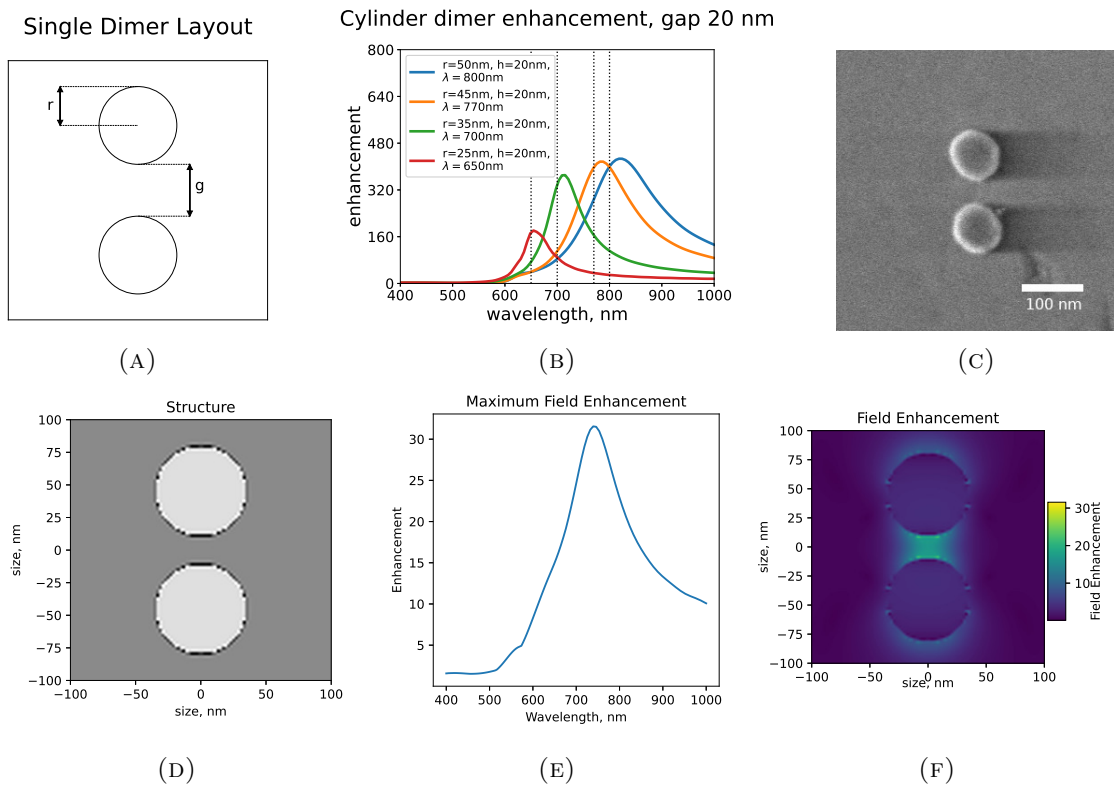 Single Dimer Layout
r
g
(A)
Cylinder dimer enhancement, gap 20 nm
enhancement
800
640
480
320
160
0
r=50nm, h=20nm,
λ = 800nm
r=45nm, h=20nm,
λ = 770nm
r=35nm, h=20nm,
λ = 700nm
r=25nm, h=20nm,
λ = 650nm
400 500 600 700 800 900 1000
wavelength, nm
(B)
100 nm
(C)
Structure
size, nm
100
75
50
25
0
−25
−50
−75
−100
−100 −50 0 50 100
size, nm
(D)
Maximum Field Enhancement
Enhancement
30
25
20
15
10
5
400 500 600 700 800 900 1000
Wavelength, nm
(E)
Field Enhancement
size, nm
100
75
50
25
0
−25
−50
−75
−100
−100 −50 0 50 100
size, nm
30
20
10
Field Enhancement
(F)